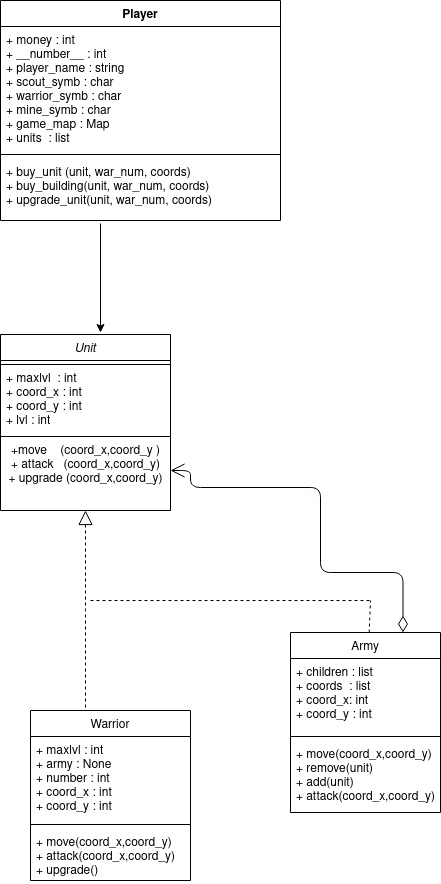 Player
+ money : int
+ __number__ : int
+ player_name : string
+ scout_symb : char
+ warrior_symb : char
+ mine_symb : char
+ game_map : Map
+ units : list
+ buy_unit (unit, war_num, coords)
+ buy_building(unit, war_num, coords)
+ upgrade_unit(unit, war_num, coords)
Unit
+ maxlvl : int
+ coord_x : int
+ coord_y : int
+ lvl : int
+move (coord_x,coord_y )
+ attack (coord_x,coord_y)
+ upgrade (coord_x,coord_y)
Army
+ children : list
+ coords : list
+ coord_x: int
+ coord_y : int
+ move(coord_x,coord_y)
+ remove(unit)
+ add(unit)
+ attack(coord_x,coord_y)
Warrior
+ maxlvl : int
+ army : None
+ number : int
+ coord_x : int
+ coord_y : int
+ move(coord_x,coord_y)
+ attack(coord_x,coord_y)
+ upgrade()